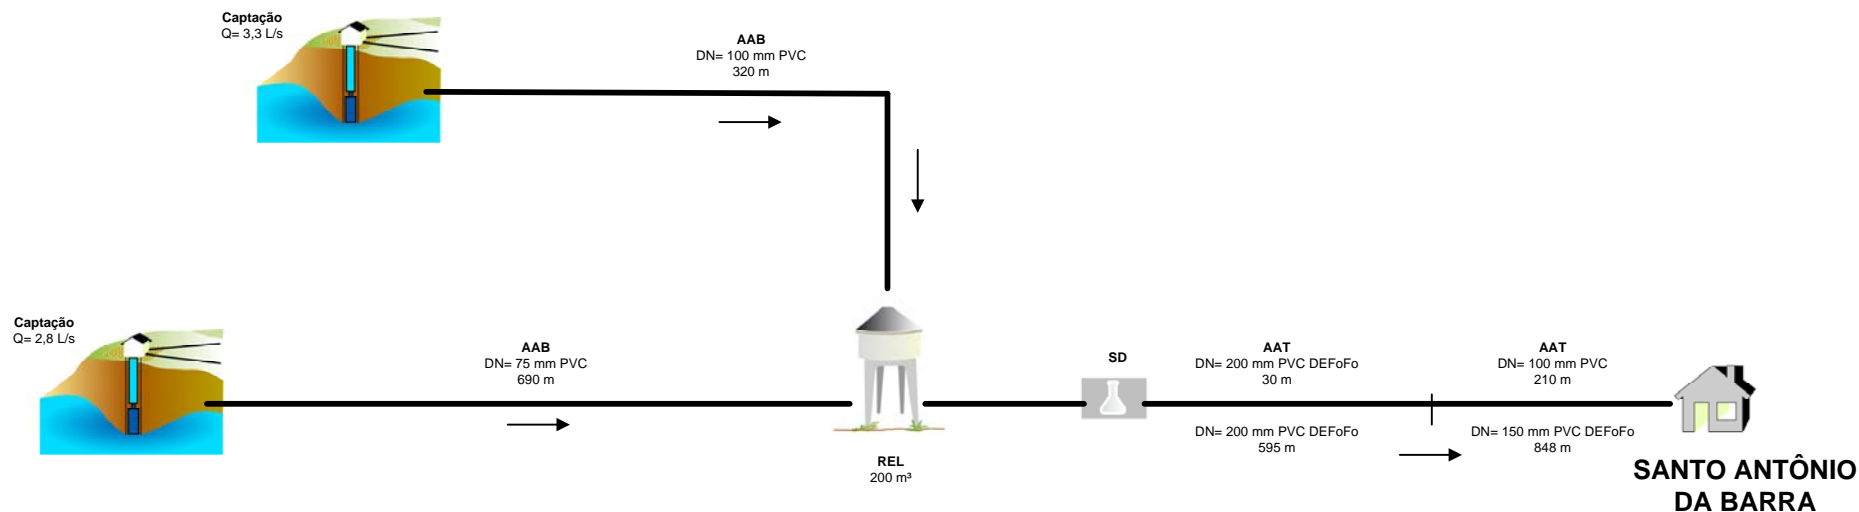 Captação
Q= 3,3 L/s
AAB
DN= 100 mm PVC
320 m
Captação
Q= 2,8 L/s
AAB
DN= 75 mm PVC
690 m
REL
200 m³
SD
AAT
DN= 200 mm PVC DEFoFo
30 m
DN= 200 mm PVC DEFoFo
595 m
AAT
DN= 100 mm PVC
210 m
DN= 150 mm PVC DEFoFo
848 m
SANTO ANTÔNIO
DA BARRA